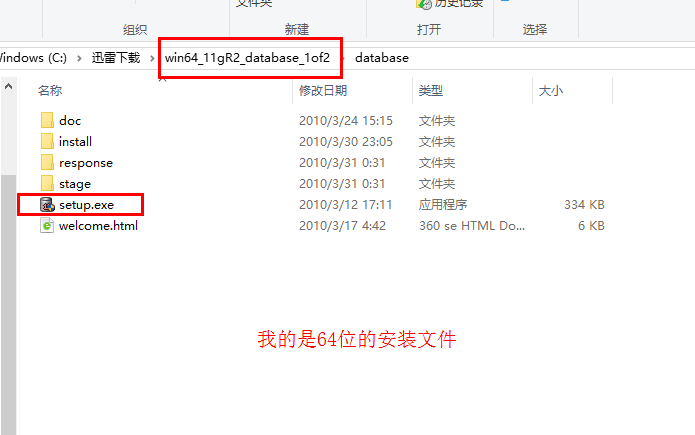 文件夹
历史记录
组织
新建
打开
选择
Windows (C:) > 迅雷下载 > win64_11gR2_database_1of2 > database
名称 修改日期 类型 大小
doc 2010/3/24 15:15 文件夹
install 2010/3/30 23:05 文件夹
response 2010/3/31 0:31 文件夹
stage 2010/3/31 0:31 文件夹
setup.exe 2010/3/12 17:11 应用程序 334 KB
welcome.html 2010/3/17 4:42 360 se HTML Do... 6 KB
我的是64位的安装文件